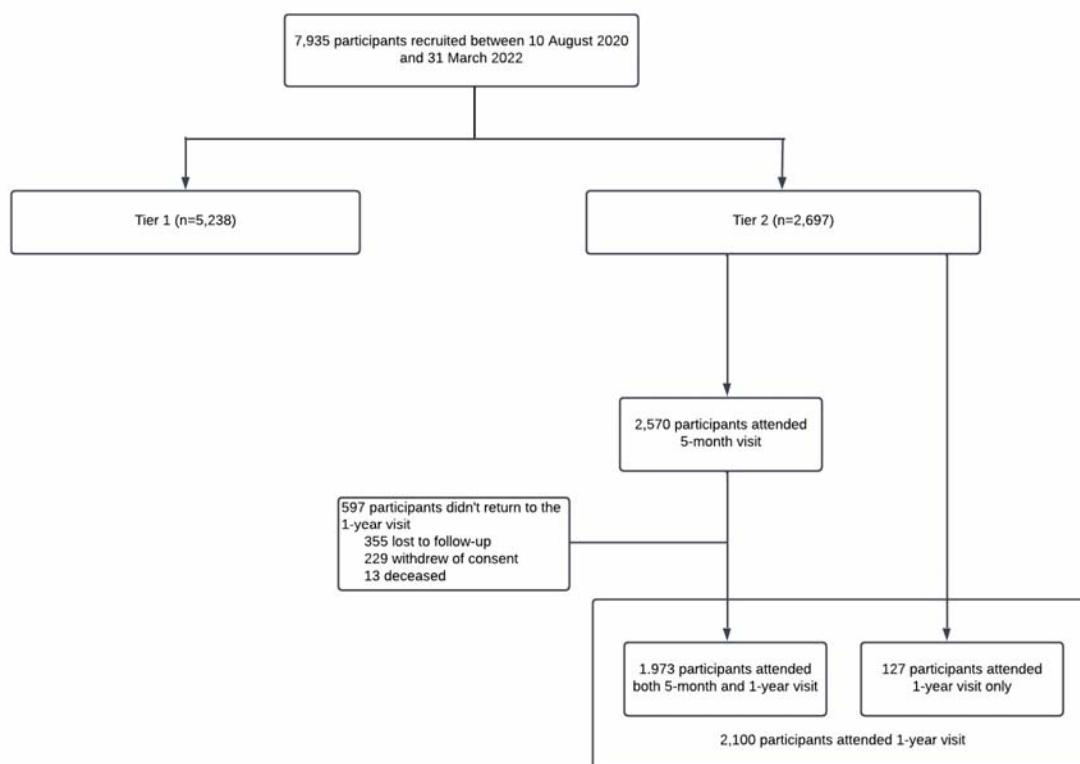 7,935 participants recruited between 10 August 2020
and 31 March 2022
Tier 1 (n=5,238)
Tier 2 (n=2,697)
2,570 participants attended
5-month visit
597 participants didn't return to the
1-year visit
355 lost to follow-up
229 withdrew of consent
13 deceased
1.973 participants attended
both 5-month and 1-year visit
127 participants attended
1-year visit only
2,100 participants attended 1-year visit